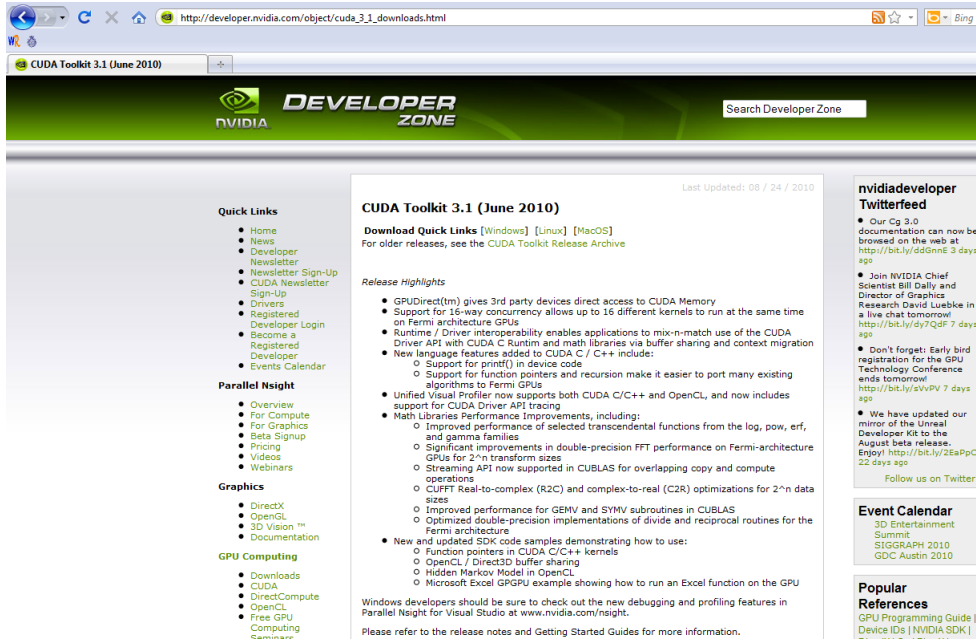 http://developer.nvidia.com/object/cuda_3_1_downloads.html
Bing
WR
CUDA Toolkit 3.1 (June 2010)
NVIDIA
DEVELOPER
ZONE
Search Developer Zone
Quick Links
Home
News
Developer
Newsletter
Newsletter Sign-Up
CUDA Newsletter
Sign-Up
Drivers
Registered
Developer Login
Become a
Registered
Developer
Events Calendar
Parallel Nsight
Overview
For Compute
For Graphics
Beta Signup
Pricing
Videos
Webinars
Graphics
DirectX
OpenGL
3D Vision ™
Documentation
GPU Computing
Downloads
CUDA
DirectCompute
OpenCL
Free GPU
Computing
Seminars
Last Updated: 08 / 24 / 2010
CUDA Toolkit 3.1 (June 2010)
Download Quick Links [Windows] [Linux] [MacOS]
For older releases, see the CUDA Toolkit Release Archive
Release Highlights
GPUDirect(tm) gives 3rd party devices direct access to CUDA Memory
Support for 16-way concurrency allows up to 16 different kernels to run at the same time
on Fermi architecture GPUs
Runtime / Driver interoperability enables applications to mix-n-match use of the CUDA
Driver API with CUDA C Runtim and math libraries via buffer sharing and context migration
New language features added to CUDA C / C++ include:
Support for printf() in device code
Support for function pointers and recursion make it easier to port many existing
algorithms to Fermi GPUs
Unified Visual Profiler now supports both CUDA C/C++ and OpenCL, and now includes
support for CUDA Driver API tracing
Math Libraries Performance Improvements, including:
Improved performance of selected transcendental functions from the log, pow, erf,
and gamma families
Significant improvements in double-precision FFT performance on Fermi-architecture
GPUs for 2^n transform sizes
Streaming API now supported in CUBLAS for overlapping copy and compute
operations
CUFFT Real-to-complex (R2C) and complex-to-real (C2R) optimizations for 2^n data
sizes
Improved performance for GEMV and SYMV subroutines in CUBLAS
Optimized double-precision implementations of divide and reciprocal routines for the
Fermi architecture
New and updated SDK code samples demonstrating how to use:
Function pointers in CUDA C/C++ kernels
OpenCL / Direct3D buffer sharing
Hidden Markov Model in OpenCL
Microsoft Excel GPGPU example showing how to run an Excel function on the GPU
Windows developers should be sure to check out the new debugging and profiling features in
Parallel Nsight for Visual Studio at www.nvidia.com/nsight.
Please refer to the release notes and Getting Started Guides for more information.
nvidiadeveloper
Twitterfeed
Our Cg 3.0
documentation can now be
browsed on the web at
http://bit.ly/ddGnnE 3 days
ago
Join NVIDIA Chief
Scientist Bill Dally and
Director of Graphics
Research David Luebke in
a live chat tomorrow!
http://bit.ly/dy7QdF 7 days
ago
Don't forget: Early bird
registration for the GPU
Technology Conference
ends tomorrow!
http://bit.ly/sVvPV 7 days
ago
We have updated our
mirror of the Unreal
Developer Kit to the
August beta release.
Enjoy! http://bit.ly/2EaPpC
22 days ago
Follow us on Twitter
Event Calendar
3D Entertainment
Summit
SIGGRAPH 2010
GDC Austin 2010
Popular
References
GPU Programming Guide
Device IDs | NVIDIA SDK |